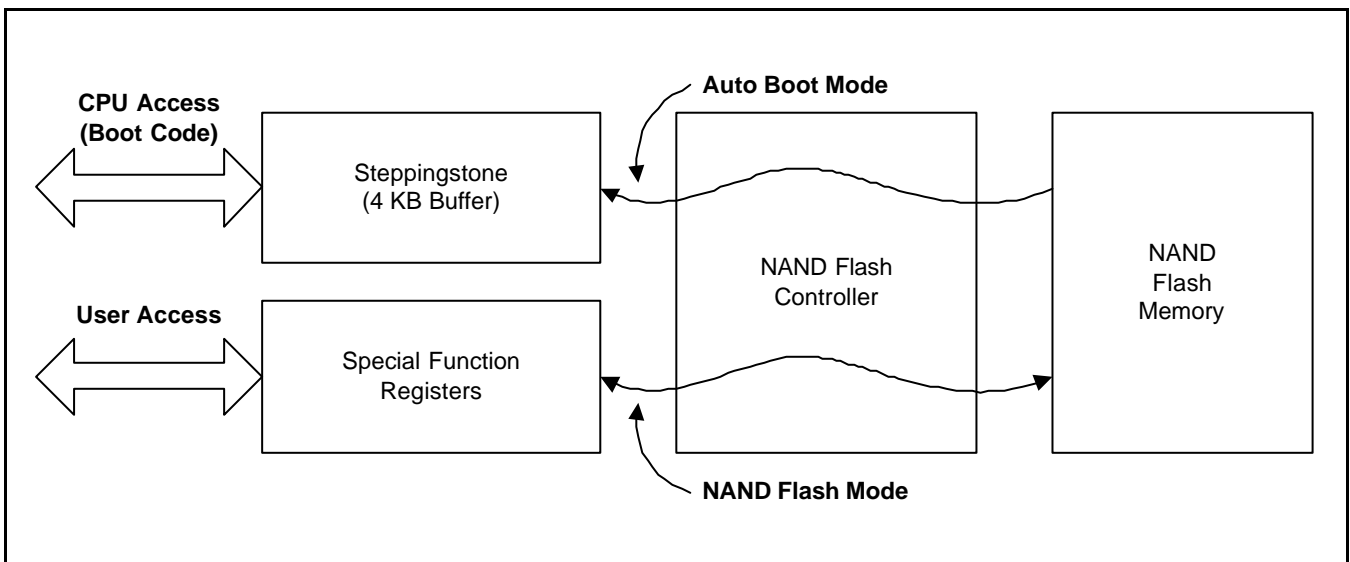 Auto Boot Mode
CPU Access
(Boot Code)
Steppingstone
(4 KB Buffer)
NAND Flash
Controller
NAND
Flash
Memory
User Access
Special Function
Registers
NAND Flash Mode